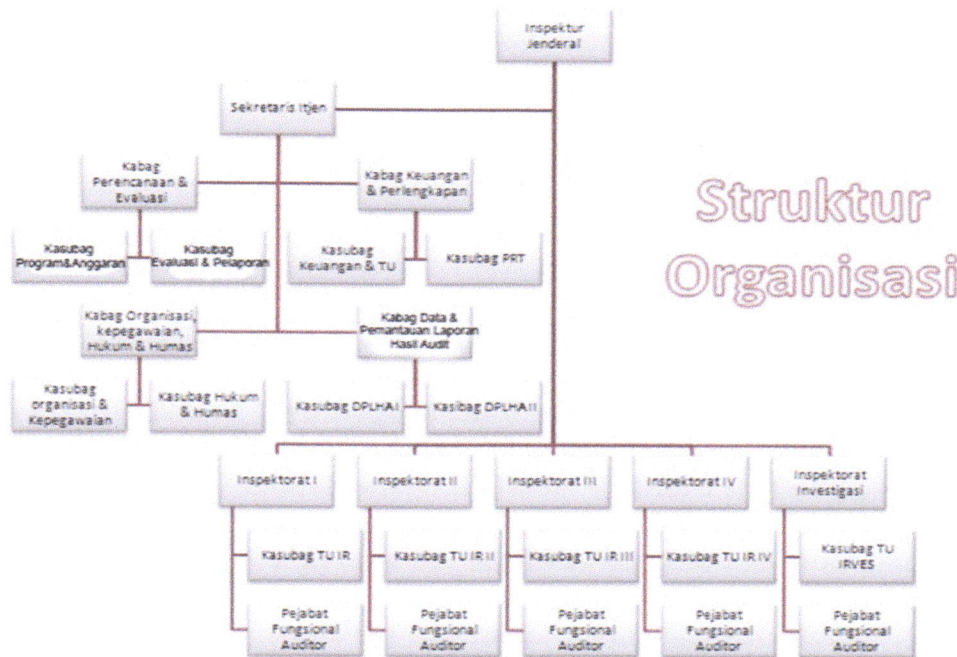 Inspektur
Jenderal
Sekretaris Itjen
Kabag
Perencanaan &
Evaluasi
Kabag Keuangan
& Perlengkapan
Struktur
Organisasi
Kasubag
Program&Anggaran
Kasubag
Evaluasi & Pelaporan
Kasubag
Keuangan & TU
Kasubag PRT
Kabag Organisasi,
kepegawaian,
Hukum & Humas
Kabag Data &
Pemantauan Laporan
Hasil Audit
Kasubag
organisasi &
Kepegawaian
Kasubag Hukum
& Humas
Kasubag DPLHA I
Kasibag DPLHA II
Inspektorat I
Inspektorat II
Inspektorat III
Inspektorat IV
Inspektorat
Investigasi
Kasubag TU IR
Kasubag TU IR II
Kasubag TU IR III
Kasubag TU IR IV
Kasubag TU
IRVES
Pejabat
Fungsional
Auditor
Pejabat
Fungsional
Auditor
Pejabat
Fungsional
Auditor
Pejabat
Fungsional
Auditor
Pejabat
Fungsional
Auditor